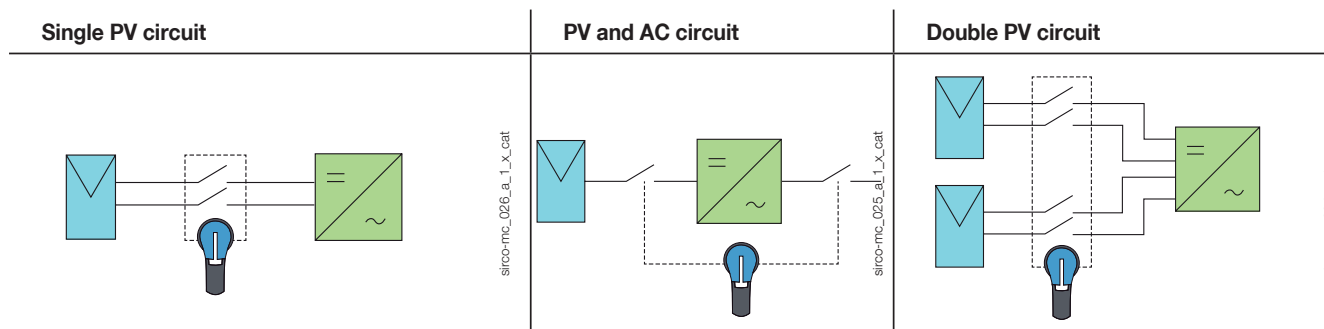 Single PV circuit
PV and AC circuit
Double PV circuit
sirco-mc_026_a_1_x_cat
sirco-mc_025_a_1_x_cat